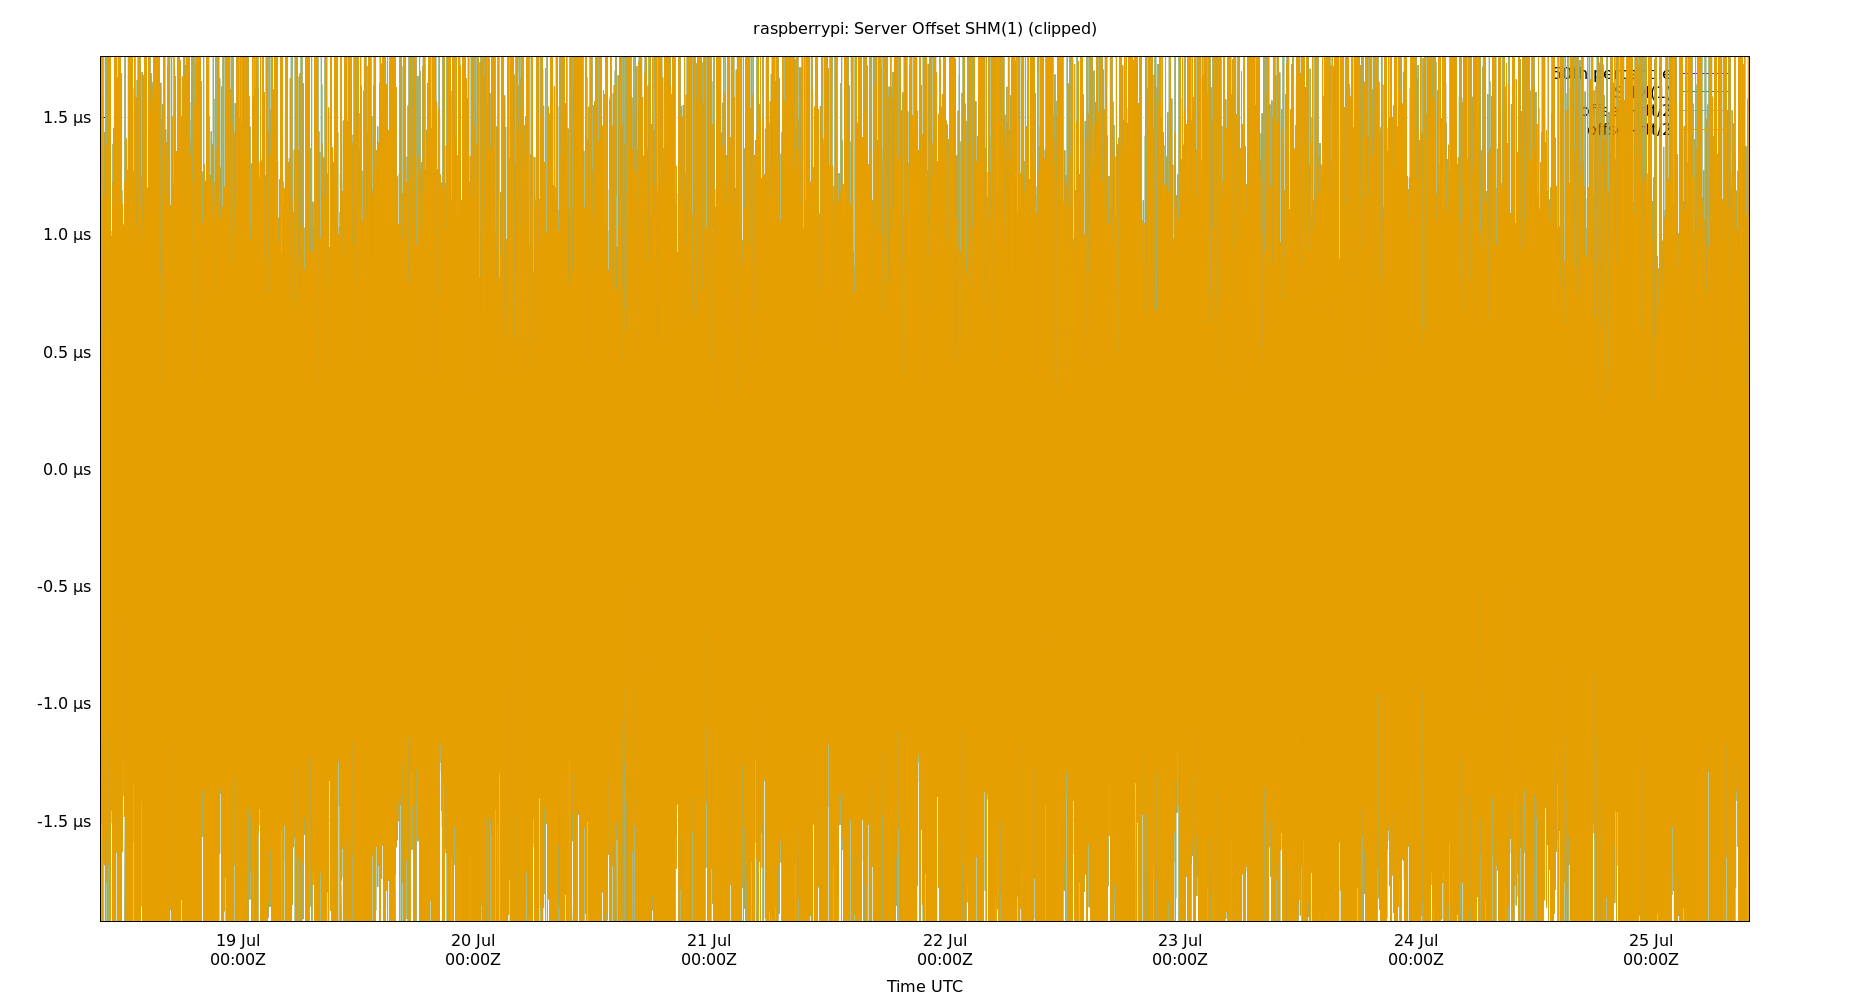 raspberrypi: Server Offset SHM(1) (clipped)
1.5 µs
1.0 µs
0.5 µs
0.0 µs
-0.5 µs
-1.0 µs
-1.5 µs
19 Jul 20 Jul 21 Jul 22 Jul 23 Jul 24 Jul 25 Jul
00:00Z 00:00Z 00:00Z 00:00Z 00:00Z 00:00Z 00:00Z
Time UTC